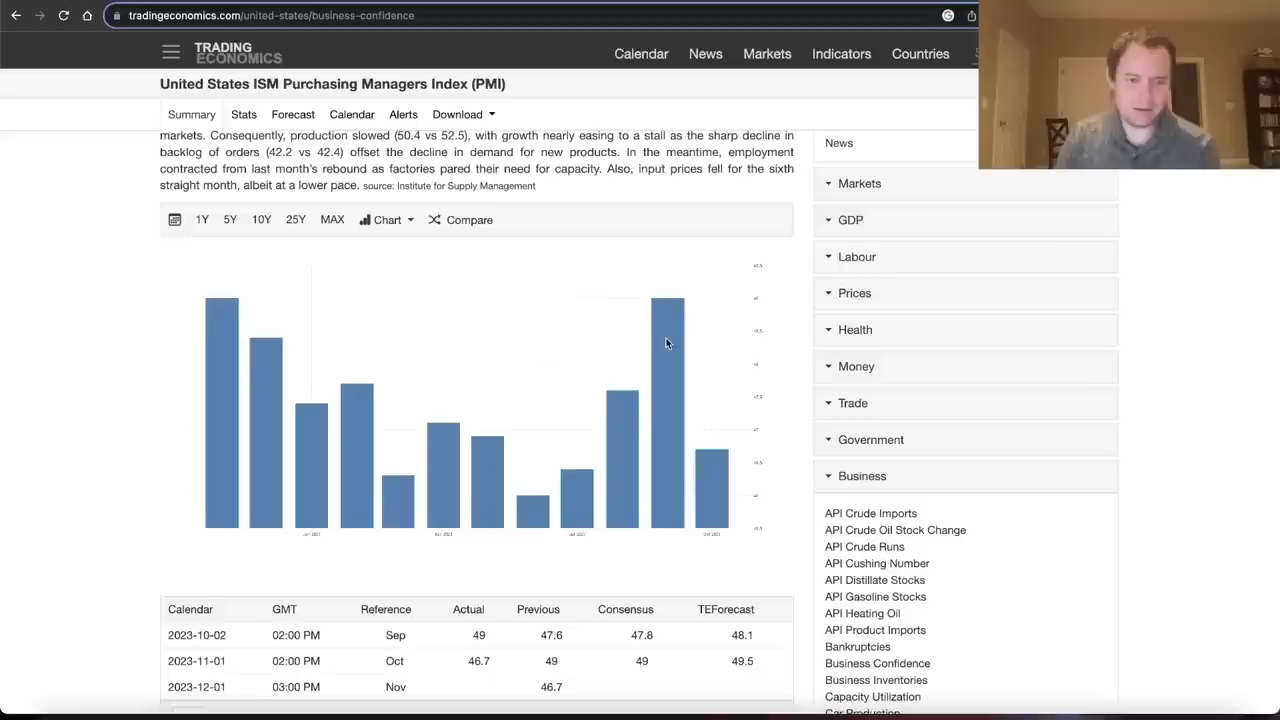 tradingeconomics.com/united-states/business-confidence
TRADING
ECONOMICS
Calendar News Markets Indicators Countries
United States ISM Purchasing Managers Index (PMI)
Summary Stats Forecast Calendar Alerts Download
markets. Consequently, production slowed (50.4 vs 52.5), with growth nearly easing to a stall as the sharp decline in
backlog of orders (42.2 vs 42.4) offset the decline in demand for new products. In the meantime, employment
contracted from last month's rebound as factories pared their need for capacity. Also, input prices fell for the sixth
straight month, albeit at a lower pace. source: Institute for Supply Management
1Y 5Y 10Y 25Y MAX Chart Compare
Calendar GMT Reference Actual Previous Consensus TEForecast
2023-10-02 02:00 PM Sep 49 47.6 47.8 48.1
2023-11-01 02:00 PM Oct 46.7 49 49 49.5
2023-12-01 03:00 PM Nov 46.7
News
Markets
GDP
Labour
Prices
Health
Money
Trade
Government
Business
API Crude Imports
API Crude Oil Stock Change
API Crude Runs
API Cushing Number
API Distillate Stocks
API Gasoline Stocks
API Heating Oil
API Product Imports
Bankruptcies
Business Confidence
Business Inventories
Capacity Utilization
Car Production